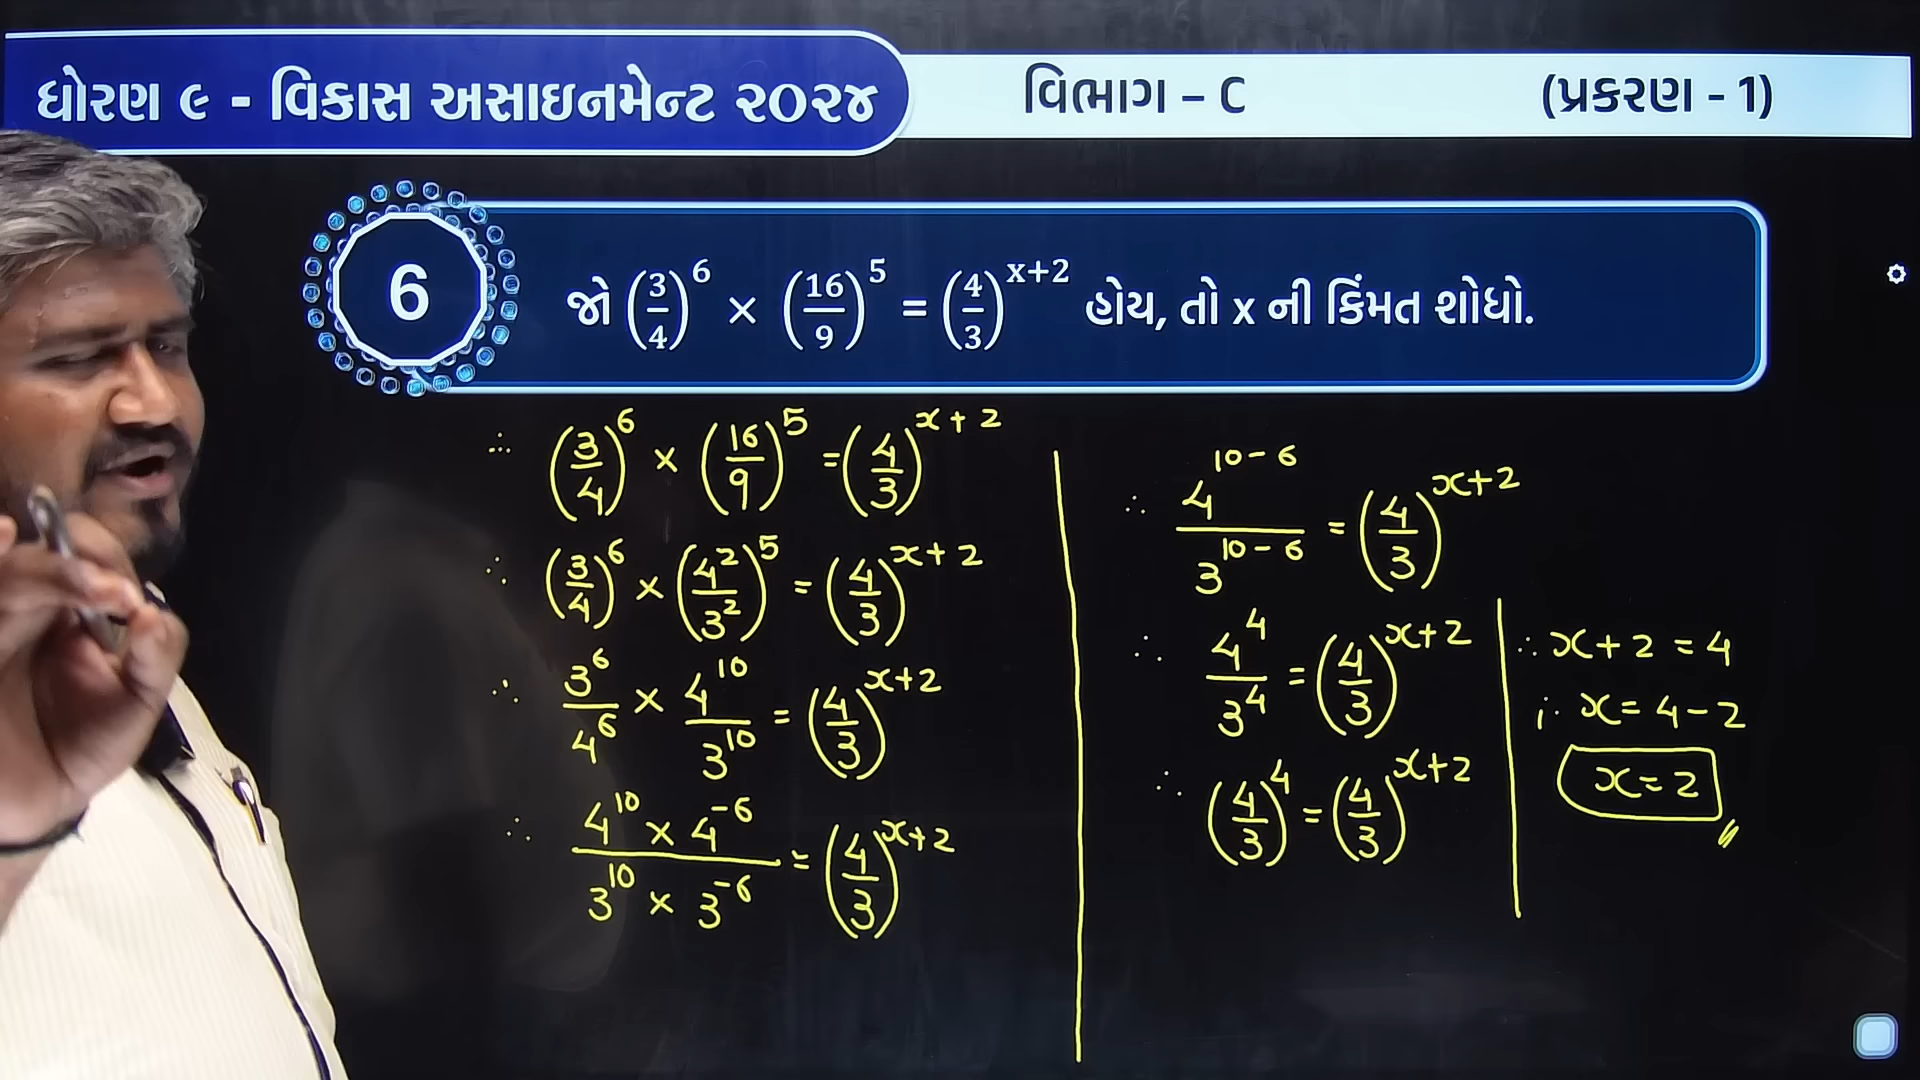 ધોરણ ૯ - વિકાસ અસાઇનમેન્ટ ૨૦૨૪
વિભાગ – C
(પ્રકરણ - 1)
6
જો (3/4)^6 × (16/9)^5 = (4/3)^(x+2) હોય, તો x ની કિંમત શોધો.
∴ (3/4)^6 × (16/9)^5 = (4/3)^(x+2)
∴ (3/4)^6 × (4^2/3^2)^5 = (4/3)^(x+2)
∴ 3^6/4^6 × 4^10/3^10 = (4/3)^(x+2)
∴ (4^10 × 4^-6)/(3^10 × 3^-6) = (4/3)^(x+2)
∴ 4^(10-6)/3^(10-6) = (4/3)^(x+2)
∴ 4^4/3^4 = (4/3)^(x+2)
∴ (4/3)^4 = (4/3)^(x+2)
∴ x+2 = 4
∴ x = 4-2
x = 2